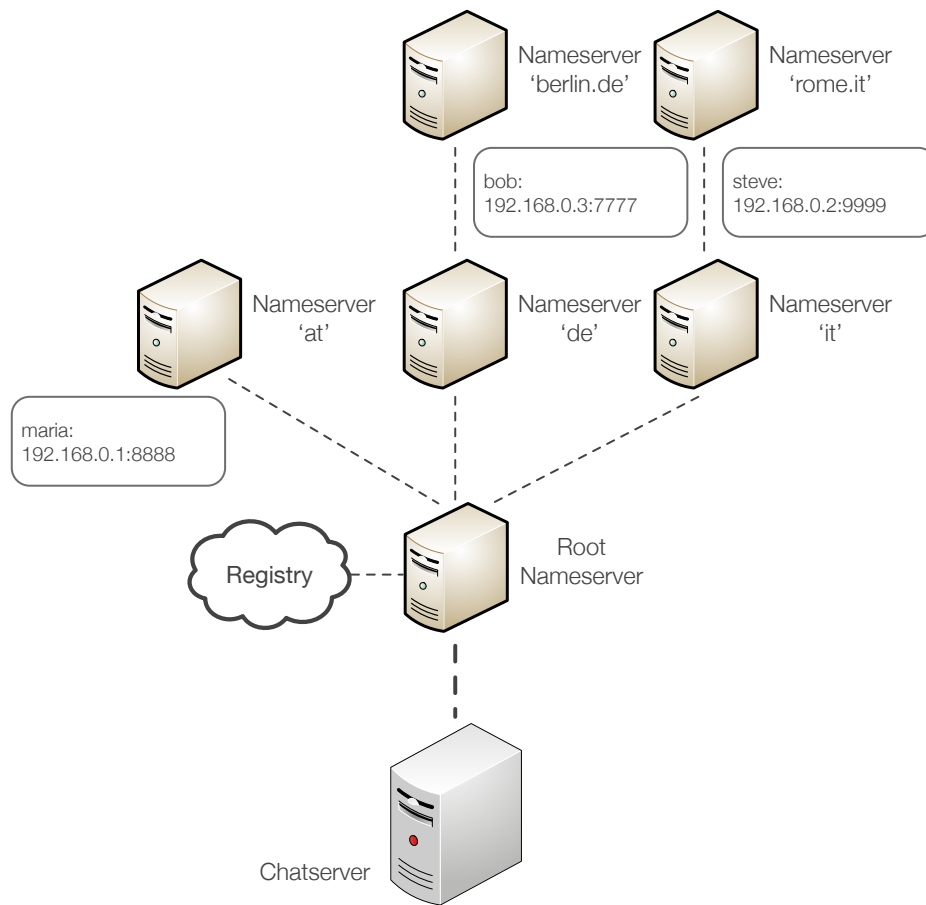 Nameserver
‘berlin.de’
Nameserver
‘rome.it’
bob:
192.168.0.3:7777
steve:
192.168.0.2:9999
Nameserver
‘at’
Nameserver
‘de’
Nameserver
‘it’
maria:
192.168.0.1:8888
Registry
Root
Nameserver
Chatserver